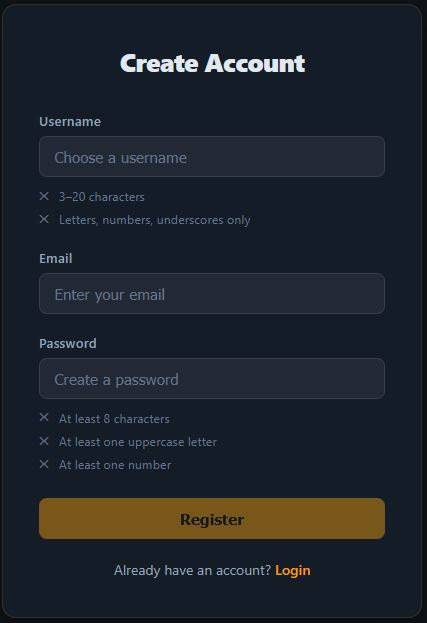 Create Account
Username
Choose a username
3–20 characters
Letters, numbers, underscores only
Email
Enter your email
Password
Create a password
At least 8 characters
At least one uppercase letter
At least one number
Register
Already have an account? Login